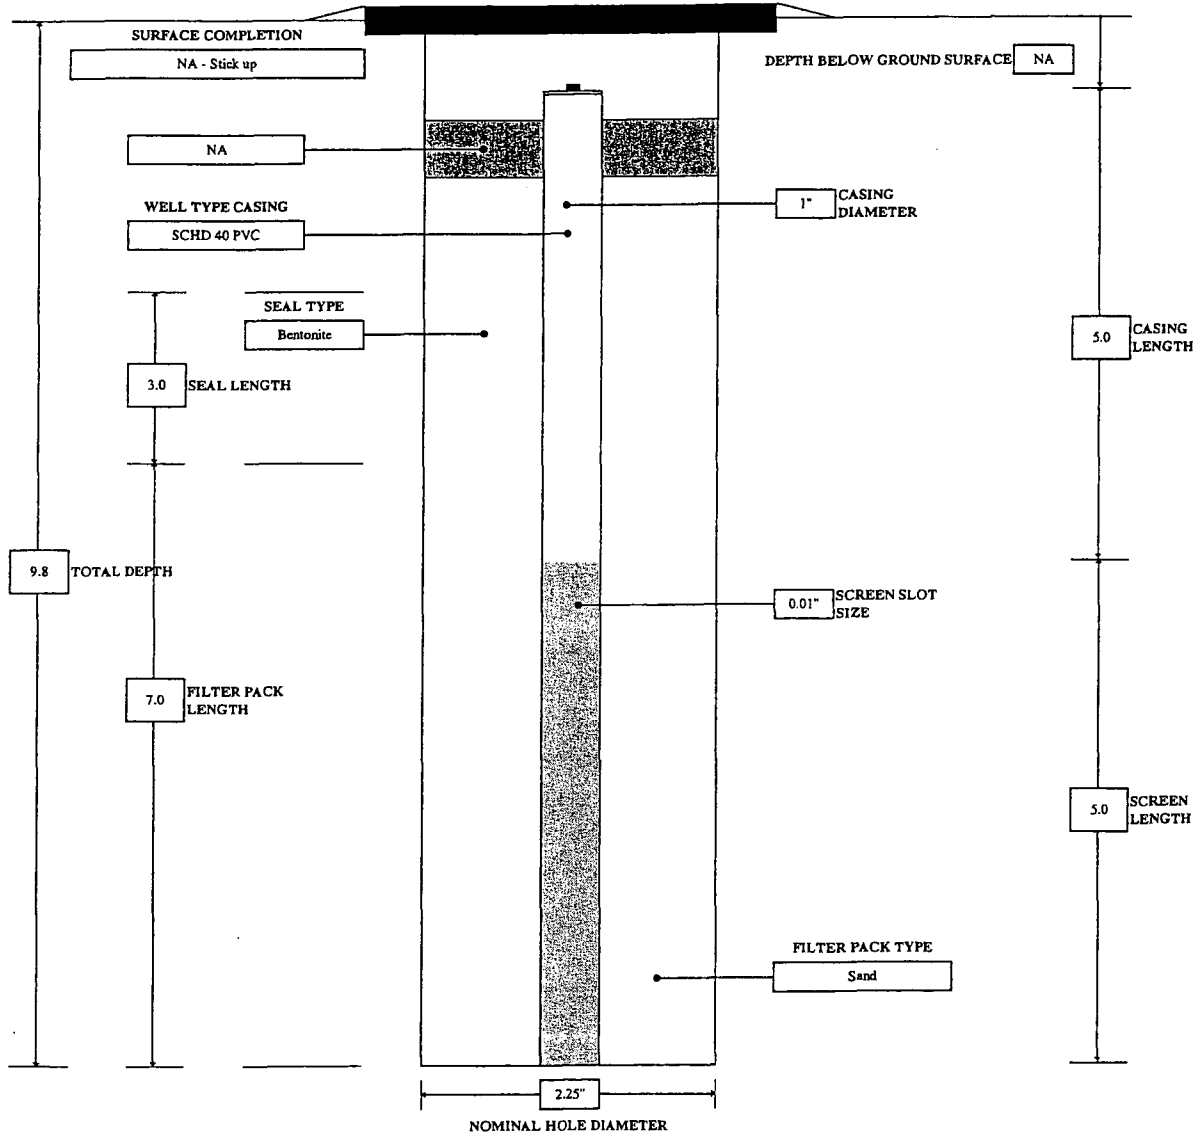 SURFACE COMPLETION
NA - Stick up
DEPTH BELOW GROUND SURFACE
NA
NA
WELL TYPE CASING
SCHD 40 PVC
1"
CASING
DIAMETER
SEAL TYPE
Bentonite
3.0
SEAL LENGTH
5.0
CASING
LENGTH
9.8
TOTAL DEPTH
0.01"
SCREEN SLOT
SIZE
7.0
FILTER PACK
LENGTH
5.0
SCREEN
LENGTH
FILTER PACK TYPE
Sand
2.25"
NOMINAL HOLE DIAMETER